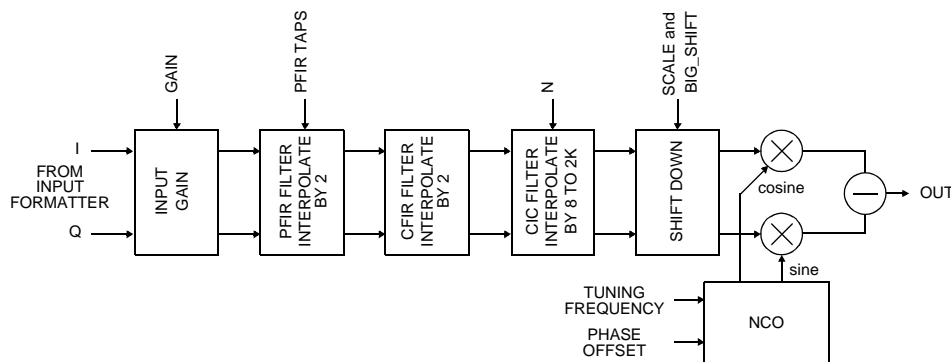 GAIN
PFIR TAPS
N
SCALE and
BIG_SHIFT
I
FROM
INPUT
FORMATTER
Q
INPUT
GAIN
PFIR FILTER
INTERPOLATE
BY 2
CFIR FILTER
INTERPOLATE
BY 2
CIC FILTER
INTERPOLATE
BY 8 TO 2K
SHIFT DOWN
cosine
sine
OUT
TUNING
FREQUENCY
PHASE
OFFSET
NCO